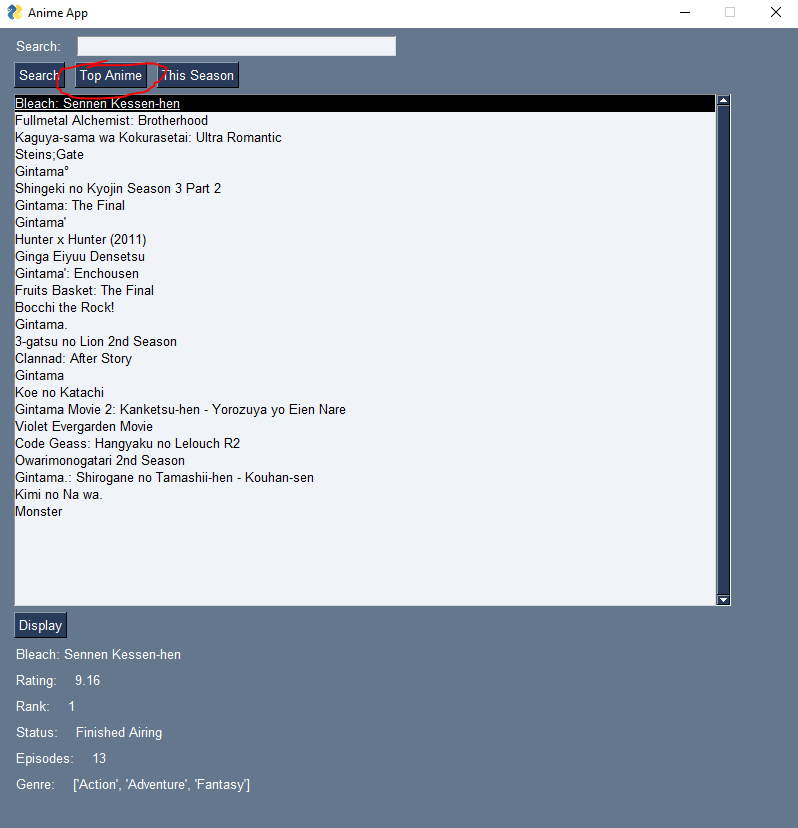 Anime App
Search:
Search Top Anime This Season
Bleach: Sennen Kessen-hen
Fullmetal Alchemist: Brotherhood
Kaguya-sama wa Kokurasetai: Ultra Romantic
Steins;Gate
Gintama°
Shingeki no Kyojin Season 3 Part 2
Gintama: The Final
Gintama'
Hunter x Hunter (2011)
Ginga Eiyuu Densetsu
Gintama': Enchousen
Fruits Basket: The Final
Bocchi the Rock!
Gintama.
3-gatsu no Lion 2nd Season
Clannad: After Story
Gintama
Koe no Katachi
Gintama Movie 2: Kanketsu-hen - Yorozuya yo Eien Nare
Violet Evergarden Movie
Code Geass: Hangyaku no Lelouch R2
Owarimonogatari 2nd Season
Gintama.: Shirogane no Tamashii-hen - Kouhan-sen
Kimi no Na wa.
Monster
Display
Bleach: Sennen Kessen-hen
Rating: 9.16
Rank: 1
Status: Finished Airing
Episodes: 13
Genre: ['Action', 'Adventure', 'Fantasy']